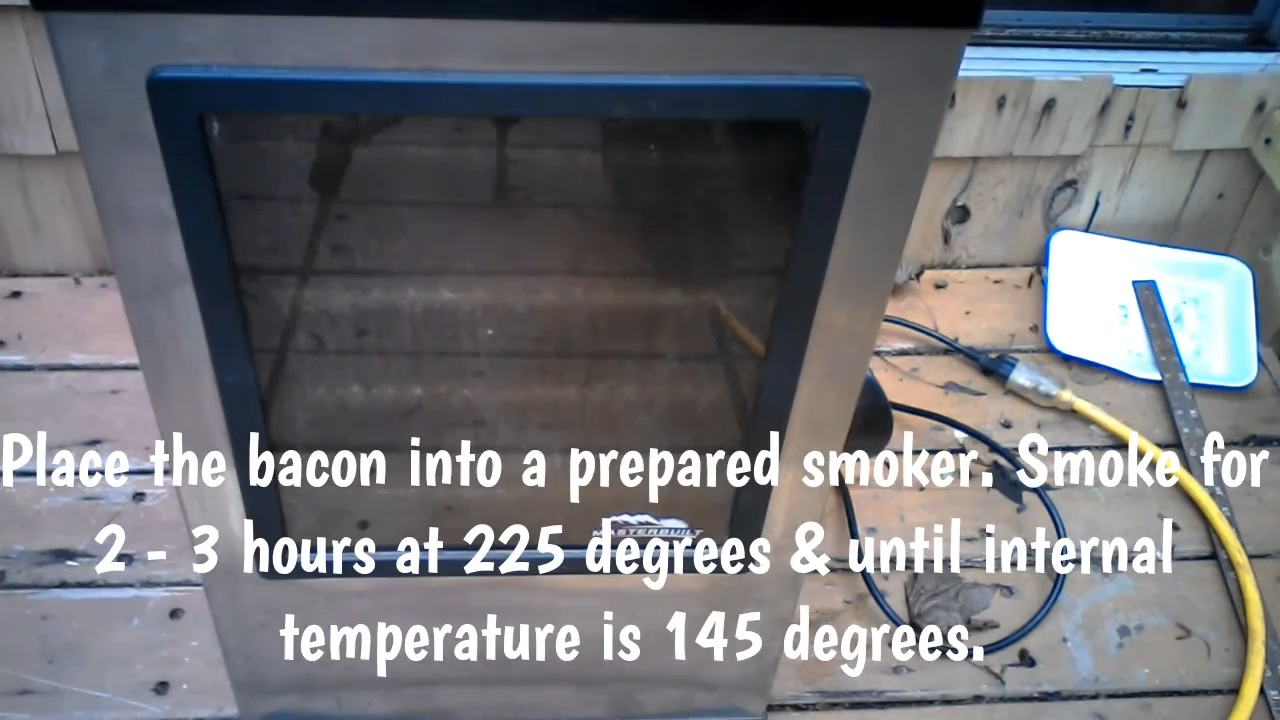 MASTERBUILT
Place the bacon into a prepared smoker. Smoke for
2 - 3 hours at 225 degrees & until internal
temperature is 145 degrees.